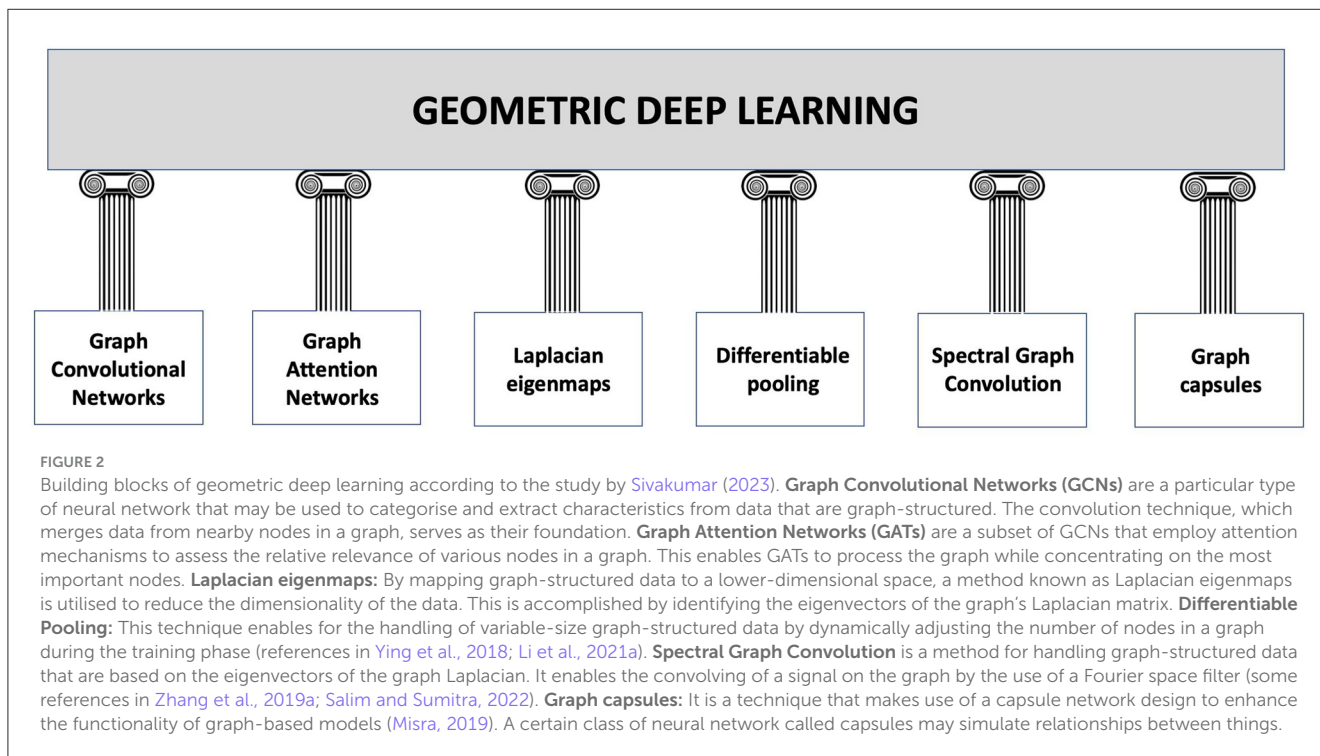 GEOMETRIC DEEP LEARNING
Graph
Convolutional
Networks
Graph
Attention
Networks
Laplacian
eigenmaps
Differentiable
pooling
Spectral Graph
Convolution
Graph
capsules
FIGURE 2
Building blocks of geometric deep learning according to the study by Sivakumar (2023). Graph Convolutional Networks (GCNs) are a particular type
of neural network that may be used to categorise and extract characteristics from data that are graph-structured. The convolution technique, which
merges data from nearby nodes in a graph, serves as their foundation. Graph Attention Networks (GATs) are a subset of GCNs that employ attention
mechanisms to assess the relative relevance of various nodes in a graph. This enables GATs to process the graph while concentrating on the most
important nodes. Laplacian eigenmaps: By mapping graph-structured data to a lower-dimensional space, a method known as Laplacian eigenmaps
is utilised to reduce the dimensionality of the data. This is accomplished by identifying the eigenvectors of the graph's Laplacian matrix. Differentiable
Pooling: This technique enables for the handling of variable-size graph-structured data by dynamically adjusting the number of nodes in a graph
during the training phase (references in Ying et al., 2018; Li et al., 2021a). Spectral Graph Convolution is a method for handling graph-structured data
that are based on the eigenvectors of the graph Laplacian. It enables the convolving of a signal on the graph by the use of a Fourier space filter (some
references in Zhang et al., 2019a; Salim and Sumitra, 2022). Graph capsules: It is a technique that makes use of a capsule network design to enhance
the functionality of graph-based models (Misra, 2019). A certain class of neural network called capsules may simulate relationships between things.